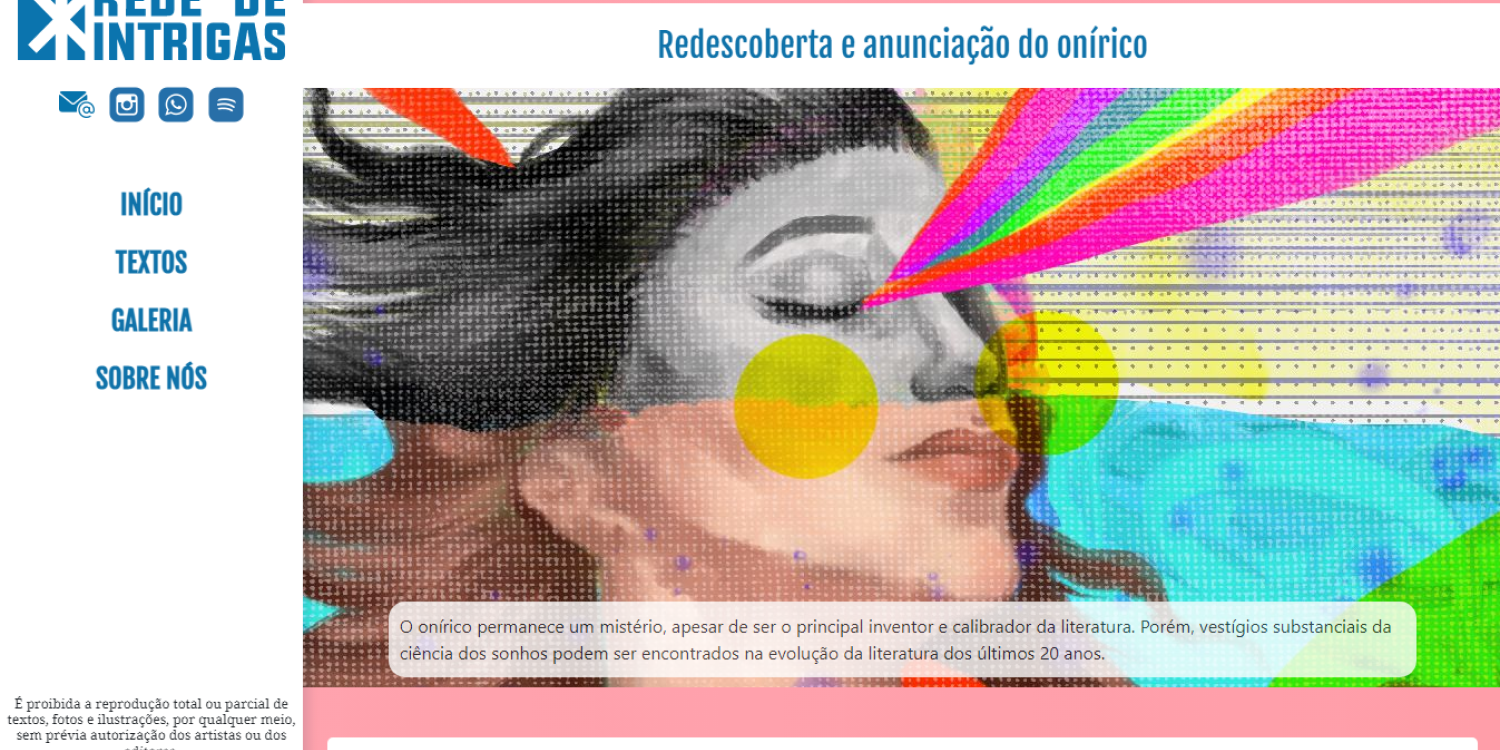 REDE DE
INTRIGAS
INÍCIO
TEXTOS
GALERIA
SOBRE NÓS
É proibida a reprodução total ou parcial de
textos, fotos e ilustrações, por qualquer meio,
sem prévia autorização dos artistas ou dos
editores.
Redescoberta e anunciação do onírico
O onírico permanece um mistério, apesar de ser o principal inventor e calibrador da literatura. Porém, vestígios substanciais da
ciência dos sonhos podem ser encontrados na evolução da literatura dos últimos 20 anos.